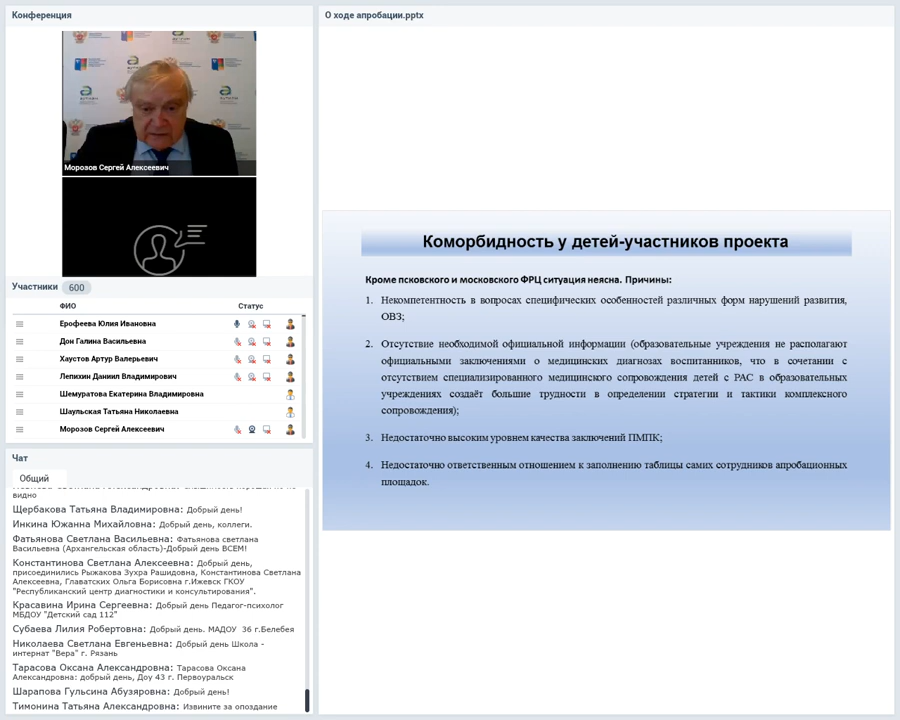 Конференция
Морозов Сергей Алексеевич
Участники 600
ФИО Статус
Ерофеева Юлия Ивановна
Дон Галина Васильевна
Хаустов Артур Валерьевич
Лепихин Даниил Владимирович
Шемуратова Екатерина Владимировна
Шаульская Татьяна Николаевна
Морозов Сергей Алексеевич
Чат
Общий
видно
Щербакова Татьяна Владимировна: Добрый день!
Инкина Южанна Михайловна: Добрый день, коллеги.
Фатьянова Светлана Васильевна: Фатьянова светлана
Васильевна (Архангельская область)-Добрый день ВСЕМ!
Константинова Светлана Алексеевна: Добрый день,
присоединились Рыжакова Зухра Рашидовна, Константинова Светлана
Алексеевна, Главатских Ольга Борисовна г.Ижевск ГКОУ
"Республиканский центр диагностики и консультирования".
Красавина Ирина Сергеевна: Добрый день Педагог-психолог
МБДОУ "Детский сад 112"
Субаева Лилия Робертовна: Добрый день. МАДОУ 36 г.Белебея
Николаева Светлана Евгеньевна: Добрый день Школа -
интернат "Вера" г. Рязань
Тарасова Оксана Александровна: Тарасова Оксана
Александровна: добрый день, Доу 43 г. Первоуральск
Шарапова Гульсина Абузяровна: Добрый день!
Тимонина Татьяна Александровна: Извините за опоздание
О ходе апробации.pptx
Коморбидность у детей-участников проекта
Кроме псковского и московского ФРЦ ситуация неясна. Причины:
1. Некомпетентность в вопросах специфических особенностей различных форм нарушений развития,
ОВЗ;
2. Отсутствие необходимой официальной информации (образовательные учреждения не располагают
официальными заключениями о медицинских диагнозах воспитанников, что в сочетании с
отсутствием специализированного медицинского сопровождения детей с РАС в образовательных
учреждениях создаёт большие трудности в определении стратегии и тактики комплексного
сопровождения);
3. Недостаточно высоким уровнем качества заключений ПМПК;
4. Недостаточно ответственным отношением к заполнению таблицы самих сотрудников апробационных
площадок.